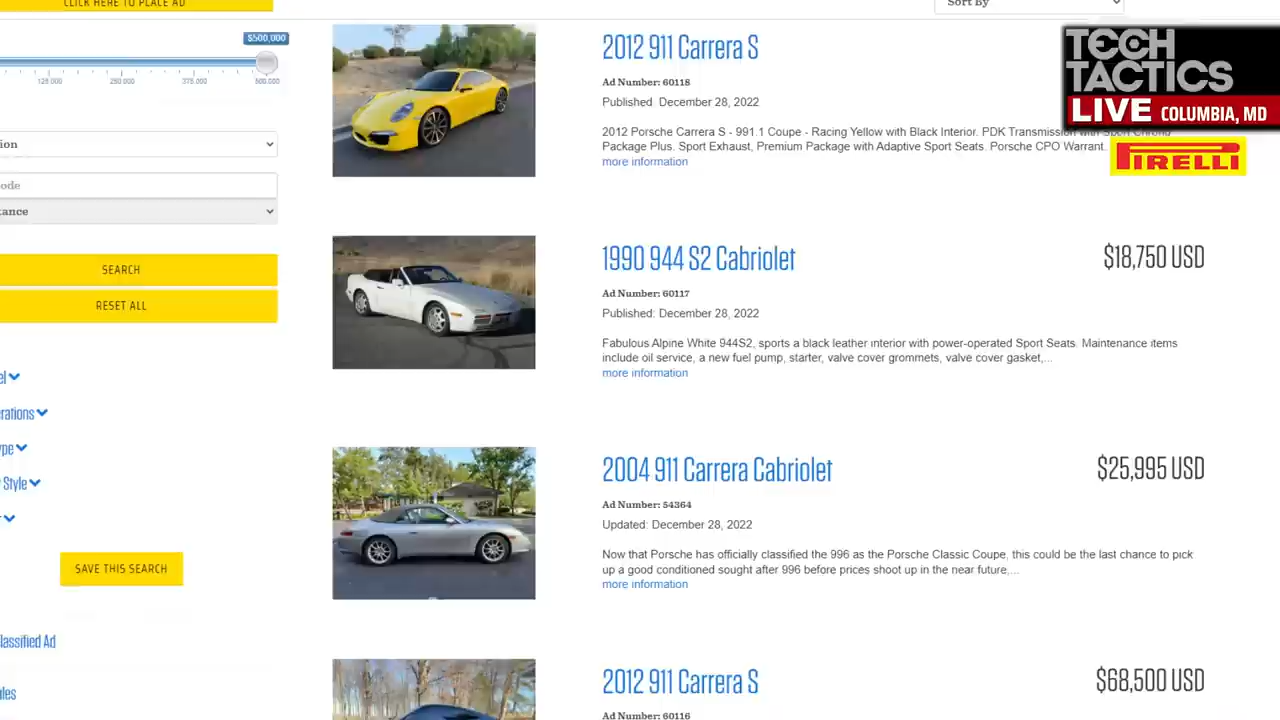 CLICK HERE TO PLACE AD
Sort By
$500,000
125 000
250 000
375 000
500 000
ion
ode
tance
SEARCH
RESET ALL
el
erations
ype
Style
SAVE THIS SEARCH
lassified Ad
les
2012 911 Carrera S
Ad Number: 60118
Published: December 28, 2022
2012 Porsche Carrera S - 991.1 Coupe - Racing Yellow with Black Interior. PDK Transmission with Sport Chrono
Package Plus. Sport Exhaust, Premium Package with Adaptive Sport Seats. Porsche CPO Warrant.
more information
1990 944 S2 Cabriolet
$18,750 USD
Ad Number: 60117
Published: December 28, 2022
Fabulous Alpine White 944S2, sports a black leather interior with power-operated Sport Seats. Maintenance items
include oil service, a new fuel pump, starter, valve cover grommets, valve cover gasket,...
more information
2004 911 Carrera Cabriolet
$25,995 USD
Ad Number: 54364
Updated: December 28, 2022
Now that Porsche has officially classified the 996 as the Porsche Classic Coupe, this could be the last chance to pick
up a good conditioned sought after 996 before prices shoot up in the near future,...
more information
2012 911 Carrera S
$68,500 USD
Ad Number: 60116
TECH
TACTICS
LIVE COLUMBIA, MD
PIRELLI